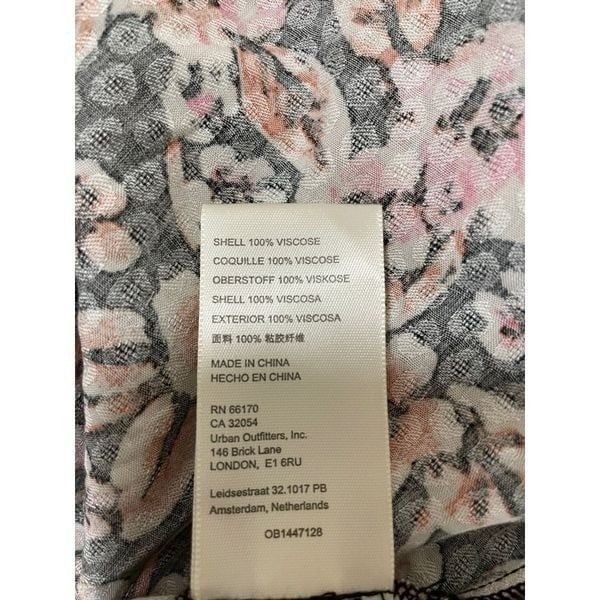 SHELL 100% VISCOSE
COQUILLE 100% VISCOSE
OBERSTOFF 100% VISKOSE
SHELL 100% VISCOSA
EXTERIOR 100% VISCOSA
面料 100% 粘胶纤维
MADE IN CHINA
HECHO EN CHINA
RN 66170
CA 32054
Urban Outfitters, Inc.
146 Brick Lane
LONDON, E1 6RU
Leidsestraat 32.1017 PB
Amsterdam, Netherlands
OB1447128